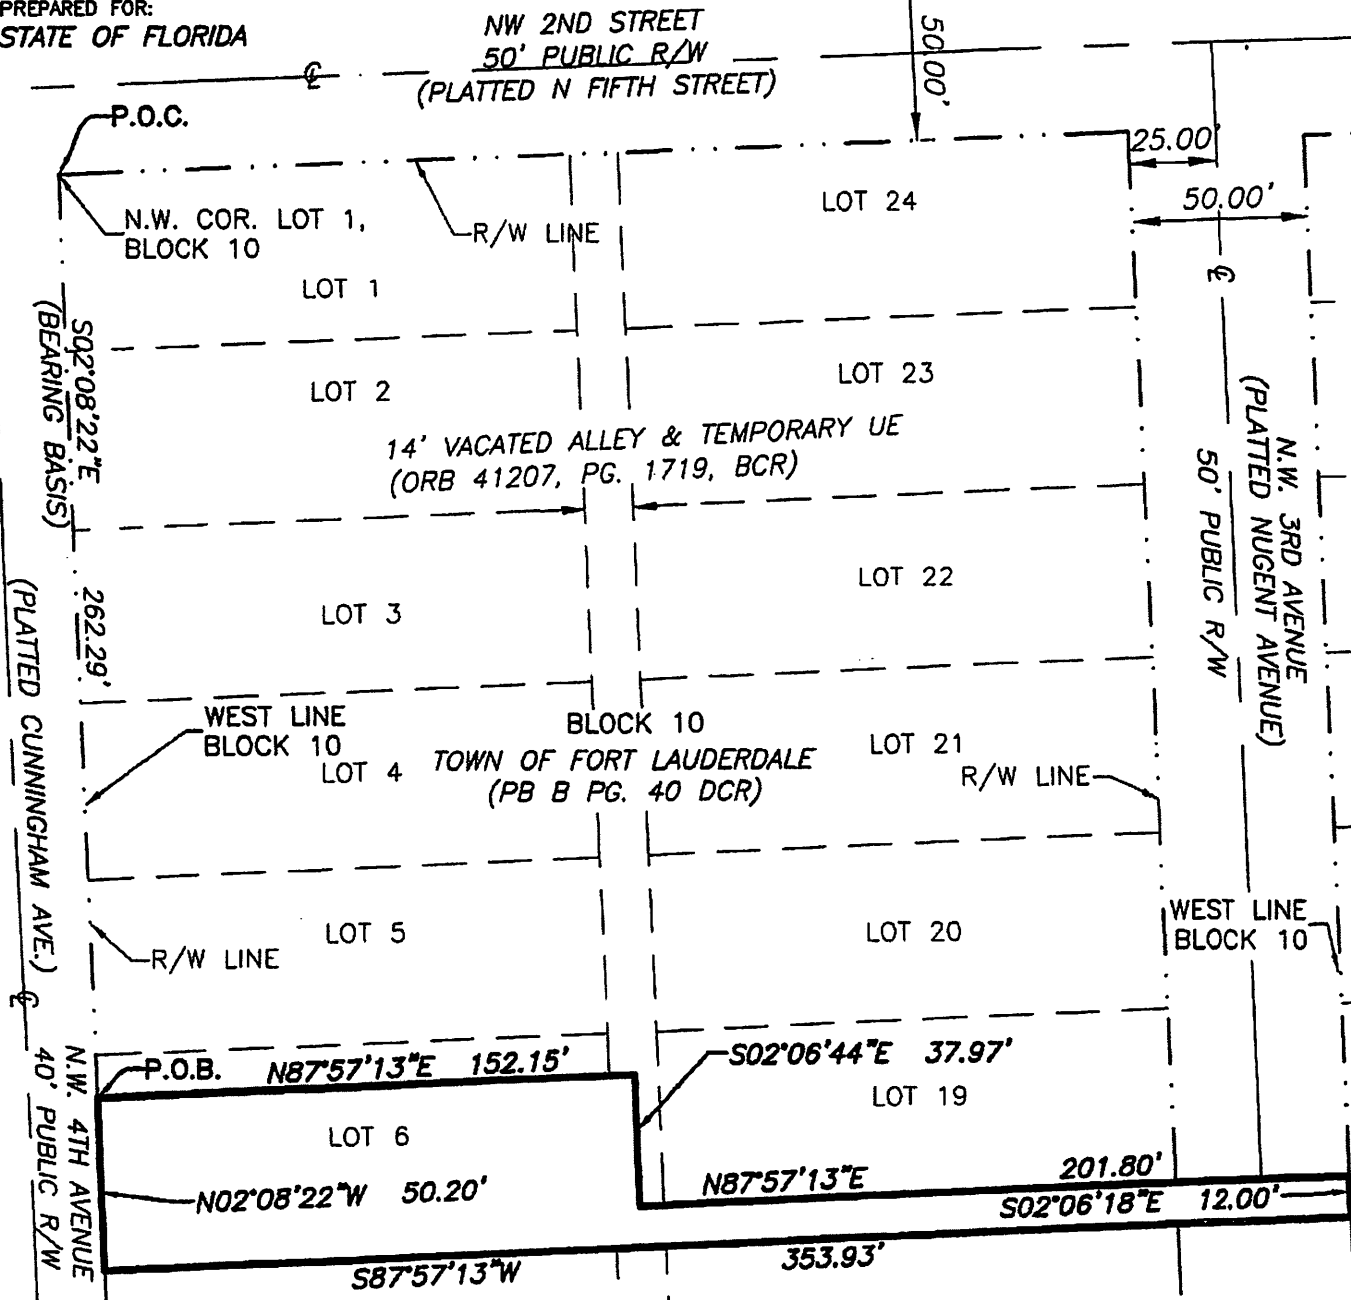 PREPARED FOR:
STATE OF FLORIDA
NW 2ND STREET
50' PUBLIC R/W
(PLATTED N FIFTH STREET)
50.00'
P.O.C.
25.00'
50.00'
N.W. COR. LOT 1,
BLOCK 10
R/W LINE
LOT 24
LOT 1
S02°08'22"E
(BEARING BASIS)
LOT 2
LOT 23
14' VACATED ALLEY & TEMPORARY UE
(ORB 41207, PG. 1719, BCR)
N.W. 3RD AVENUE
(PLATTED NUGENT AVENUE)
50' PUBLIC R/W
LOT 3
LOT 22
262.29'
(PLATTED CUNNINGHAM AVE.)
WEST LINE
BLOCK 10
BLOCK 10
LOT 4
TOWN OF FORT LAUDERDALE
(PB B PG. 40 DCR)
LOT 21
R/W LINE
LOT 5
R/W LINE
LOT 20
WEST LINE
BLOCK 10
N.W. 4TH AVENUE
40' PUBLIC R/W
P.O.B.
N87°57'13"E 152.15'
S02°06'44"E 37.97'
LOT 19
LOT 6
N02°08'22"W 50.20'
N87°57'13"E 201.80'
S02°06'18"E 12.00'
S87°57'13"W 353.93'